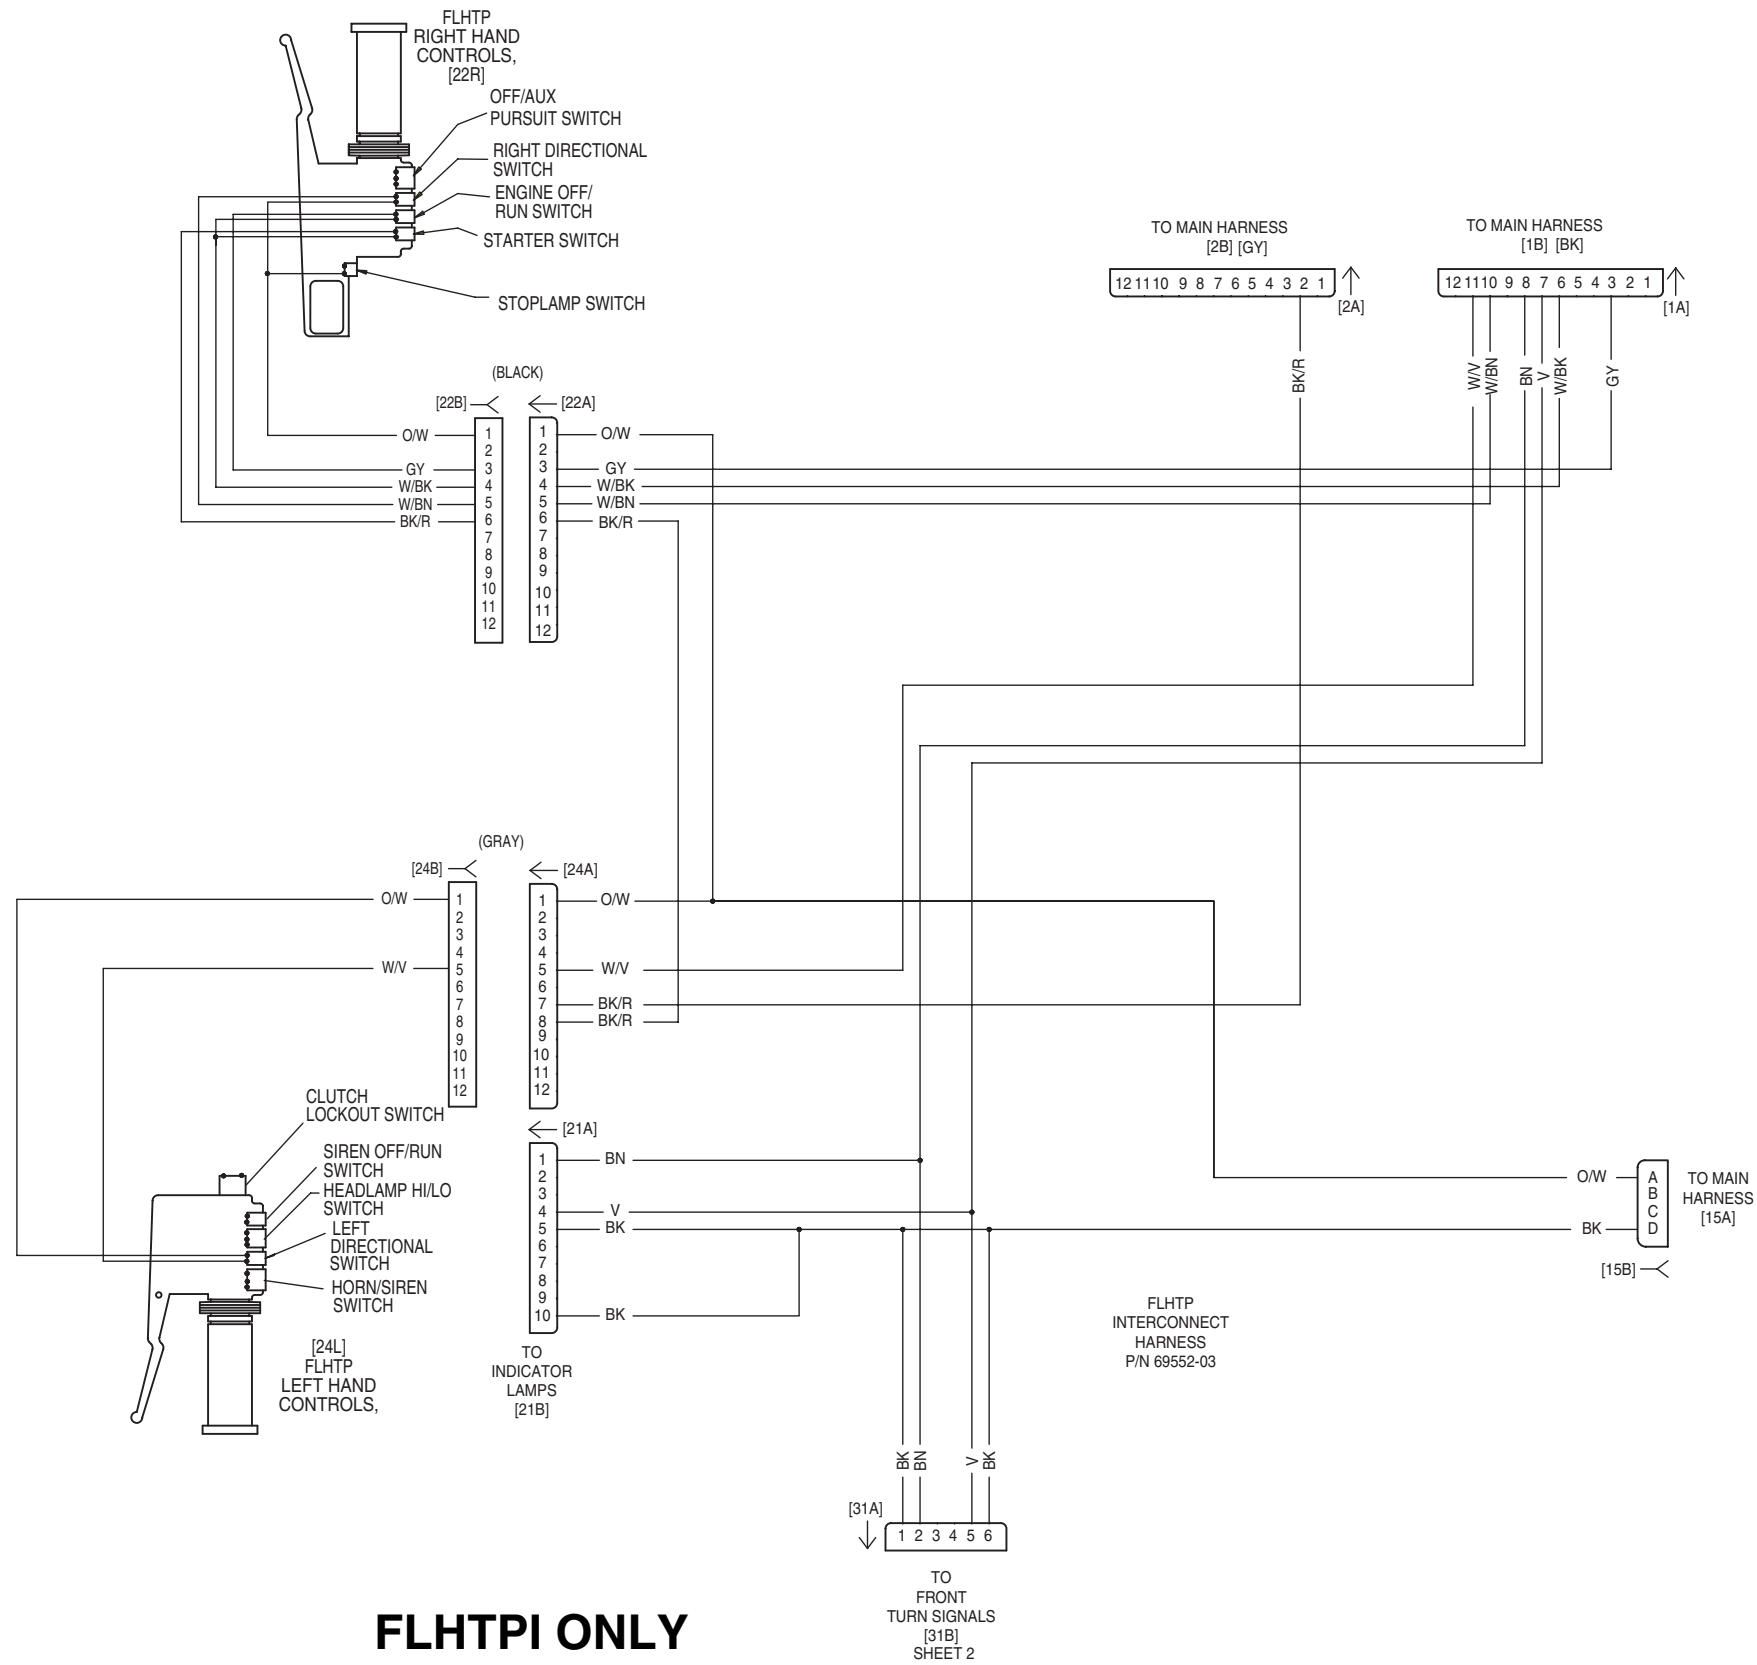 FLHTP
RIGHT HAND
CONTROLS,
[22R]
OFF/AUX
PURSUIT SWITCH
RIGHT DIRECTIONAL
SWITCH
ENGINE OFF/
RUN SWITCH
STARTER SWITCH
STOPLAMP SWITCH
TO MAIN HARNESS
[2B] [GY]
12 11 10 9 8 7 6 5 4 3 2 1
[2A]
BK/R
TO MAIN HARNESS
[1B] [BK]
12 11 10 9 8 7 6 5 4 3 2 1
[1A]
W/V
W/BN
BN
V
W/BK
GY
(BLACK)
[22B]
[22A]
O/W 1
2
GY 3
W/BK 4
W/BN 5
BK/R 6
7
8
9
10
11
12
1 O/W
2
3 GY
4 W/BK
5 W/BN
6 BK/R
7
8
9
10
11
12
(GRAY)
[24B]
[24A]
O/W 1
2
3
4
W/V 5
6
7
8
9
10
11
12
1 O/W
2
3
4
5 W/V
6
7 BK/R
8 BK/R
9
10
11
12
[21A]
1 BN
2
3
4 V
5 BK
6
7
8
9
10 BK
TO
INDICATOR
LAMPS
[21B]
CLUTCH
LOCKOUT SWITCH
SIREN OFF/RUN
SWITCH
HEADLAMP HI/LO
SWITCH
LEFT
DIRECTIONAL
SWITCH
HORN/SIREN
SWITCH
[24L]
FLHTP
LEFT HAND
CONTROLS,
O/W A
B
C
BK D
TO MAIN
HARNESS
[15A]
[15B]
FLHTP
INTERCONNECT
HARNESS
P/N 69552-03
BK
BN
V
BK
[31A]
1 2 3 4 5 6
TO
FRONT
TURN SIGNALS
[31B]
SHEET 2
FLHTPI ONLY